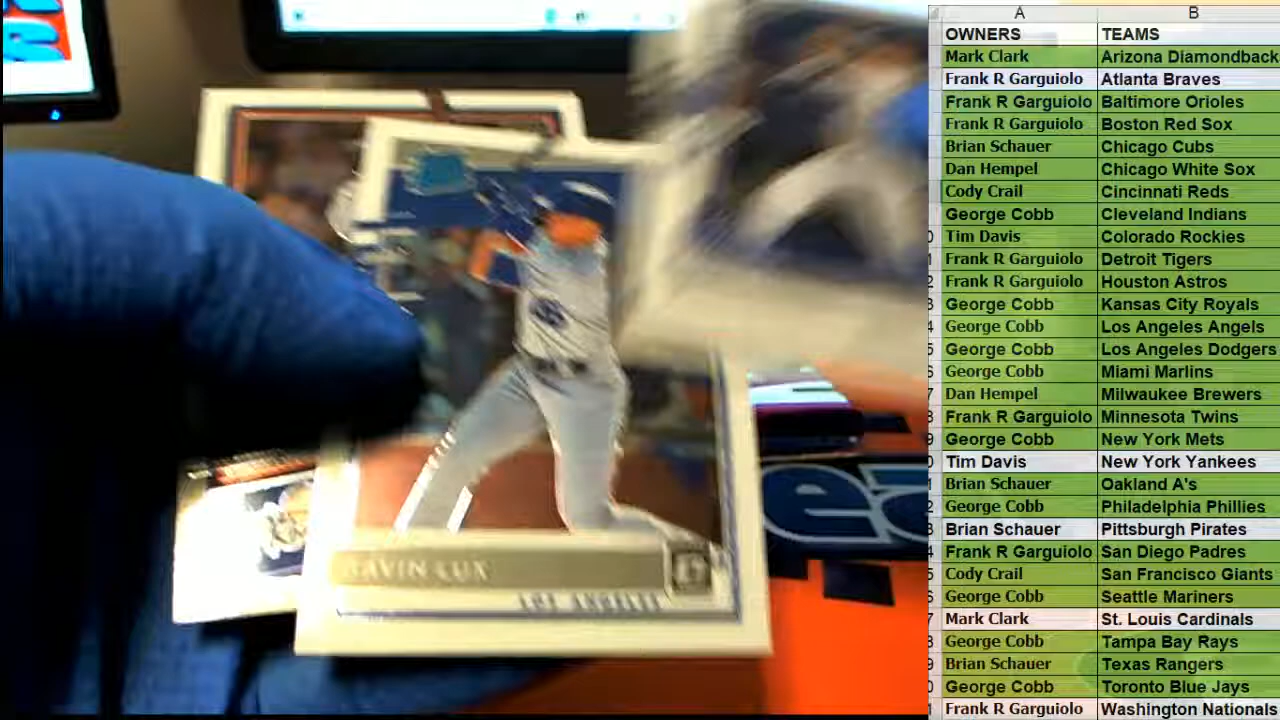 GAVIN LUX
LOS ANGELES
A B
OWNERS TEAMS
Mark Clark Arizona Diamondback
Frank R Garguiolo Atlanta Braves
Frank R Garguiolo Baltimore Orioles
Frank R Garguiolo Boston Red Sox
Brian Schauer Chicago Cubs
Dan Hempel Chicago White Sox
Cody Crail Cincinnati Reds
George Cobb Cleveland Indians
Tim Davis Colorado Rockies
Frank R Garguiolo Detroit Tigers
Frank R Garguiolo Houston Astros
George Cobb Kansas City Royals
George Cobb Los Angeles Angels
George Cobb Los Angeles Dodgers
George Cobb Miami Marlins
Dan Hempel Milwaukee Brewers
Frank R Garguiolo Minnesota Twins
George Cobb New York Mets
Tim Davis New York Yankees
Brian Schauer Oakland A's
George Cobb Philadelphia Phillies
Brian Schauer Pittsburgh Pirates
Frank R Garguiolo San Diego Padres
Cody Crail San Francisco Giants
George Cobb Seattle Mariners
Mark Clark St. Louis Cardinals
George Cobb Tampa Bay Rays
Brian Schauer Texas Rangers
George Cobb Toronto Blue Jays
Frank R Garguiolo Washington Nationals